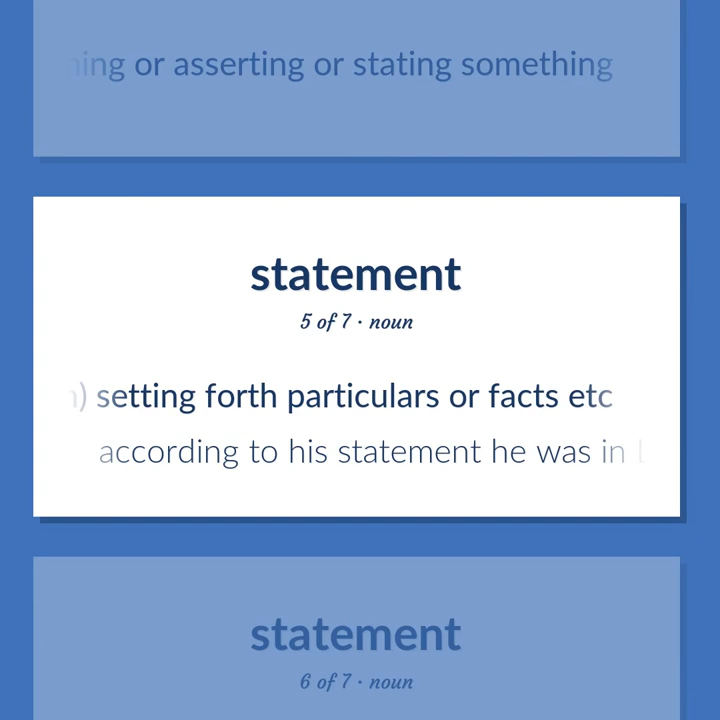 or asserting or stating something
statement
5 of 7 · noun
setting forth particulars or facts etc
according to his statement he was in
statement
6 of 7 · noun